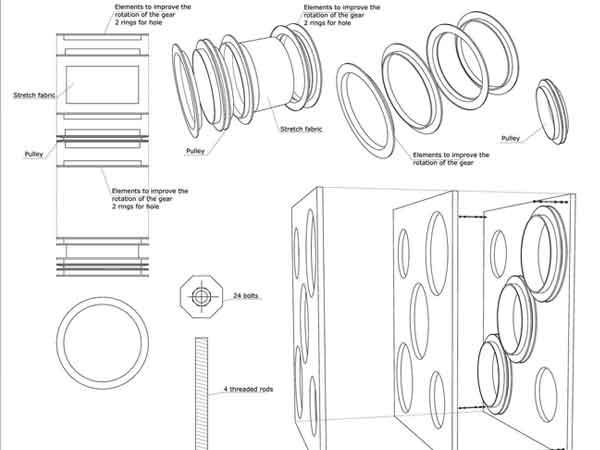 Elements to improve the
rotation of the gear
2 rings for hole
Stretch fabric
Pulley
Elements to improve the
rotation of the gear
2 rings for hole
Elements to improve the
rotation of the gear
2 rings for hole
Stretch fabric
Pulley
Pulley
Elements to improve the
rotation of the gear
24 bolts
4 threaded rods